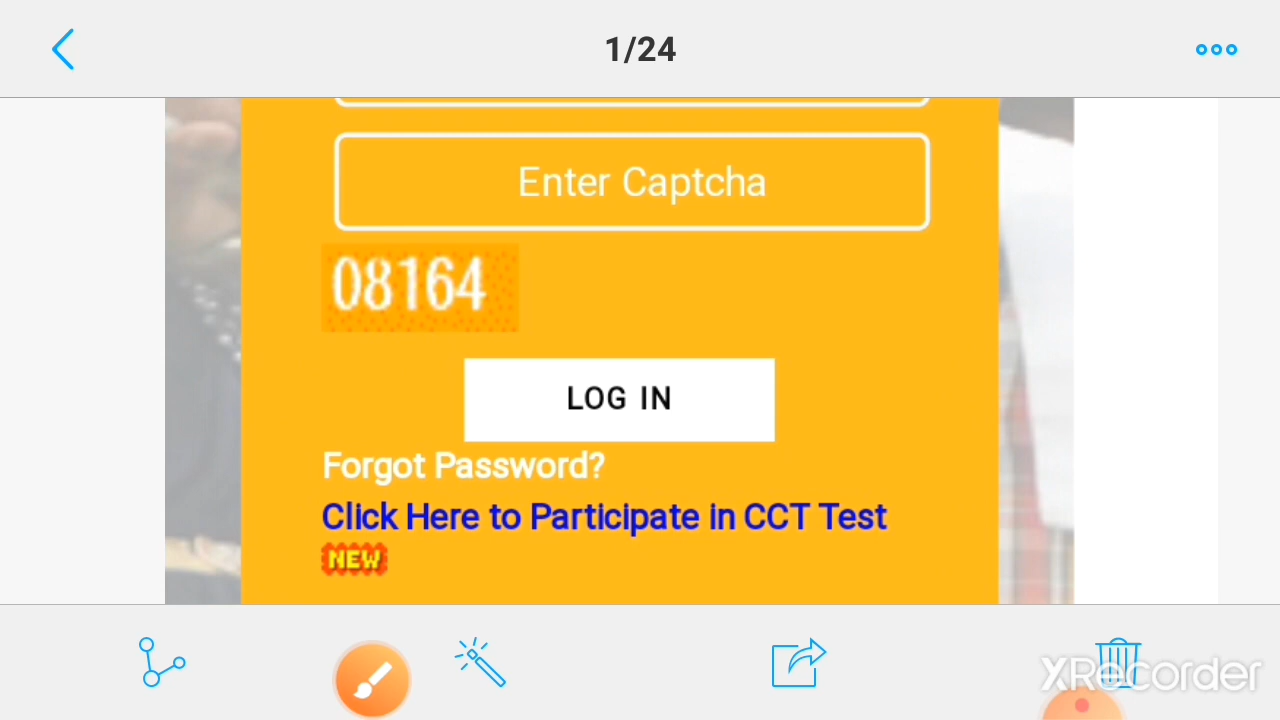 1/24
Enter Captcha
08164
LOG IN
Forgot Password?
Click Here to Participate in CCT Test
NEW
XRecorder